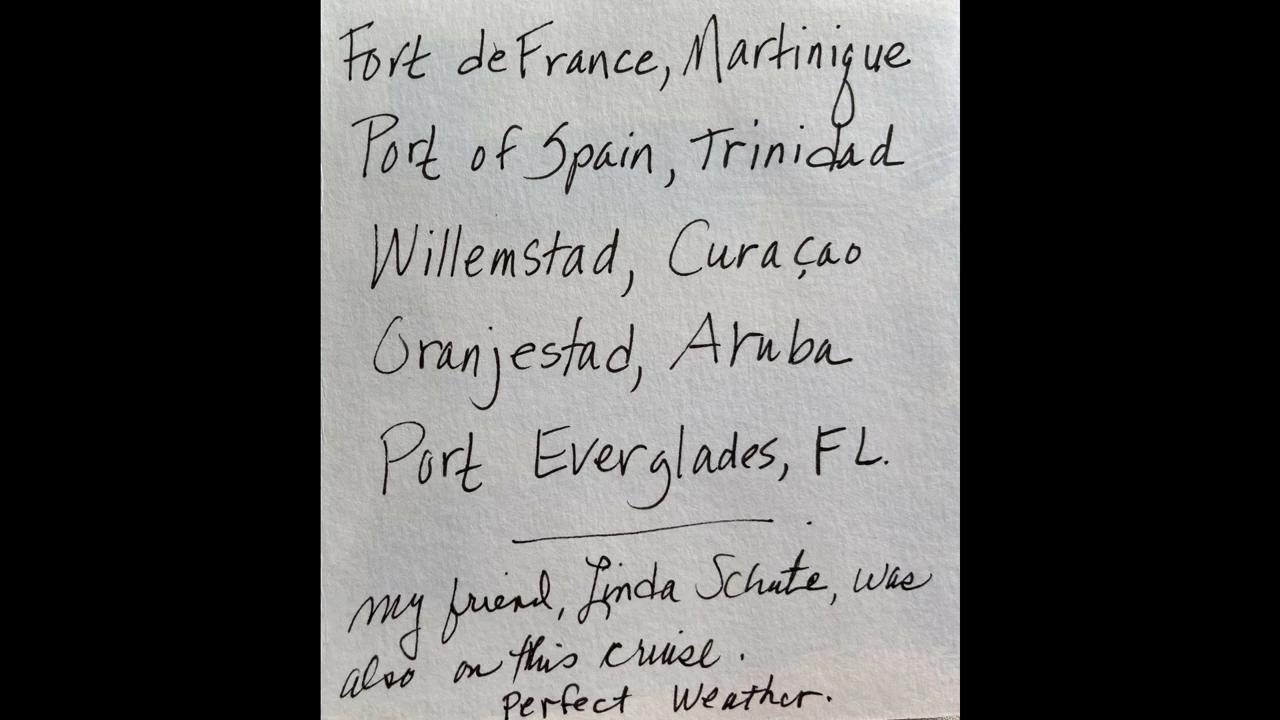 Fort de France, Martinique
Port of Spain, Trinidad
Willemstad, Curaçao
Oranjestad, Aruba
Port Everglades, FL.
my friend, Linda Schute, was
also on this cruise.
Perfect Weather.